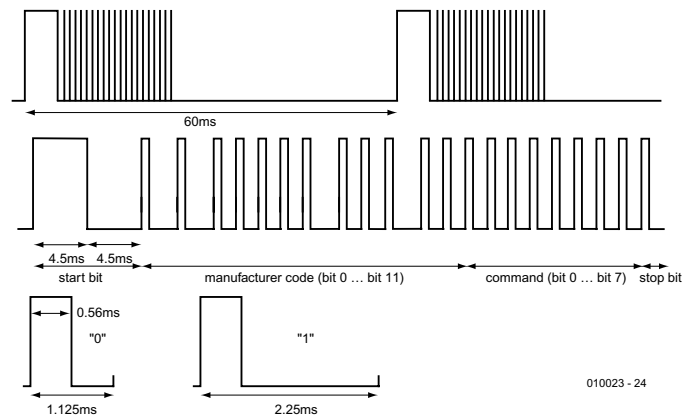 60ms
4.5ms 4.5ms
start bit manufacturer code (bit 0 … bit 11) command (bit 0 … bit 7) stop bit
0.56ms
"0" "1"
010023 - 24
1.125ms 2.25ms